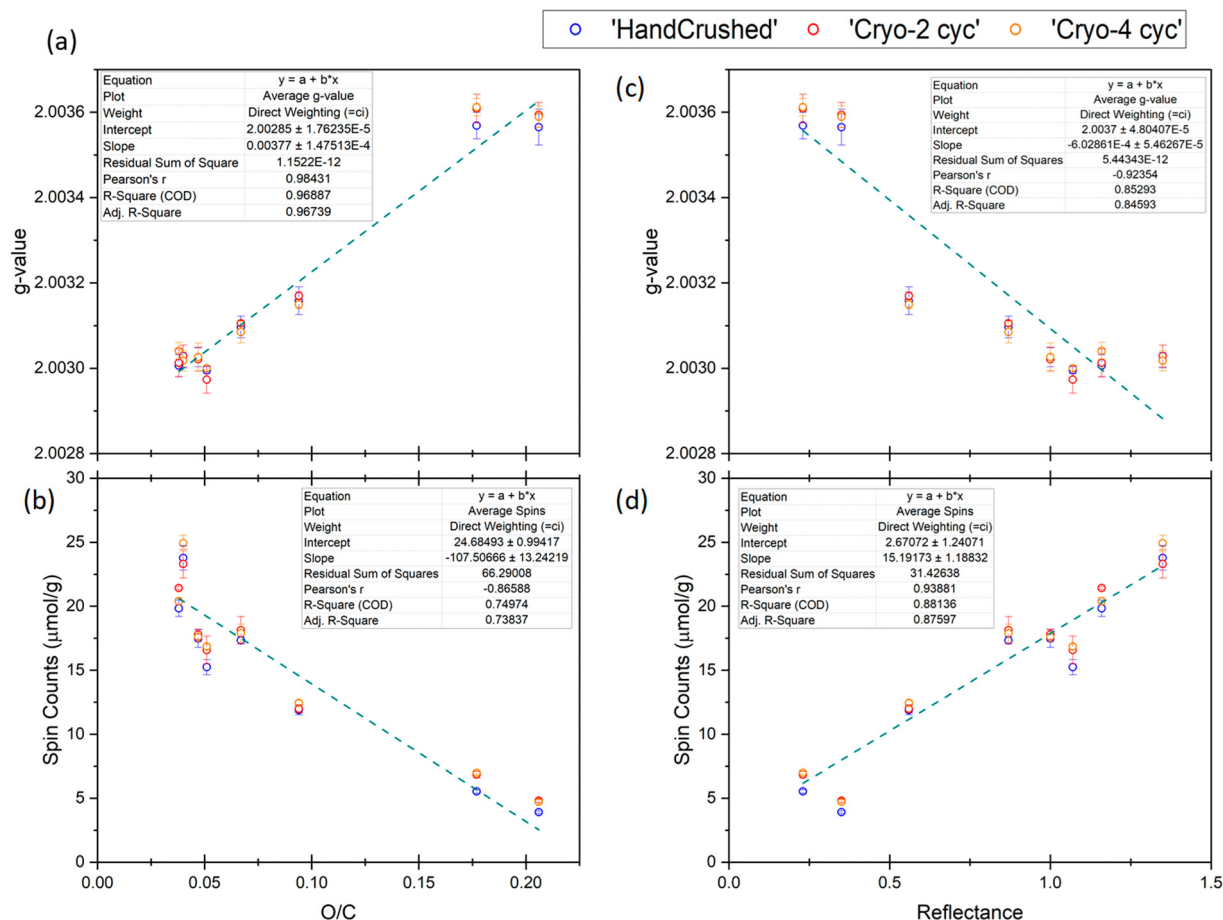 'HandCrushed' 'Cryo-2 cyc' 'Cryo-4 cyc'
(a)
Equation y = a + b*x
Plot Average g-value
Weight Direct Weighting (=ci)
Intercept 2.00285 ± 1.76235E-5
Slope 0.00377 ± 1.47513E-4
Residual Sum of Square 1.1522E-12
Pearson's r 0.98431
R-Square (COD) 0.96887
Adj. R-Square 0.96739
2.0036
2.0034
2.0032
2.0030
2.0028
g-value
(c)
Equation y = a + b*x
Plot Average g-value
Weight Direct Weighting (=ci)
Intercept 2.0037 ± 4.80407E-5
Slope -6.02861E-4 ± 5.46267E-5
Residual Sum of Squares 5.44343E-12
Pearson's r -0.92354
R-Square (COD) 0.85293
Adj. R-Square 0.84593
2.0036
2.0034
2.0032
2.0030
2.0028
g-value
(b)
Equation y = a + b*x
Plot Average Spins
Weight Direct Weighting (=ci)
Intercept 24.68493 ± 0.99417
Slope -107.50666 ± 13.24219
Residual Sum of Squares 66.29008
Pearson's r -0.86588
R-Square (COD) 0.74974
Adj. R-Square 0.73837
30
25
20
15
10
5
0
Spin Counts (μmol/g)
0.00 0.05 0.10 0.15 0.20
O/C
(d)
Equation y = a + b*x
Plot Average Spins
Weight Direct Weighting (=ci)
Intercept 2.67072 ± 1.24071
Slope 15.19173 ± 1.18832
Residual Sum of Squares 31.42638
Pearson's r 0.93881
R-Square (COD) 0.88136
Adj. R-Square 0.87597
30
25
20
15
10
5
0
Spin Counts (μmol/g)
0.0 0.5 1.0 1.5
Reflectance